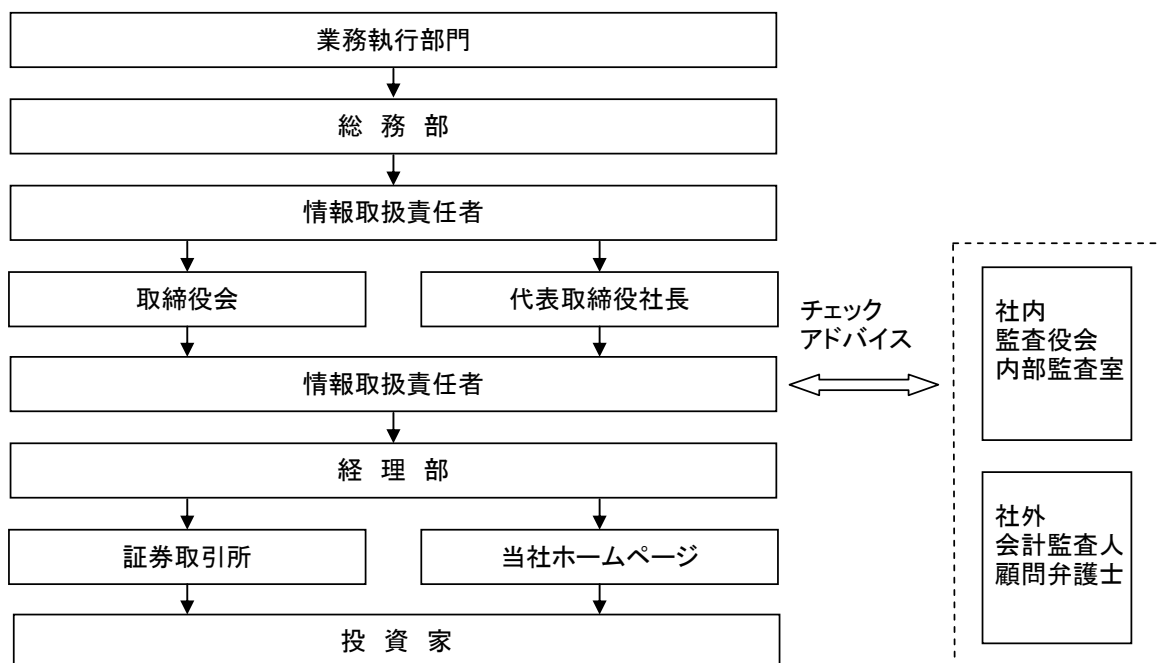 業務執行部門
総 務 部
情報取扱責任者
取締役会
代表取締役社長
情報取扱責任者
経 理 部
証券取引所
当社ホームページ
投 資 家
チェック
アドバイス
社内
監査役会
内部監査室
社外
会計監査人
顧問弁護士